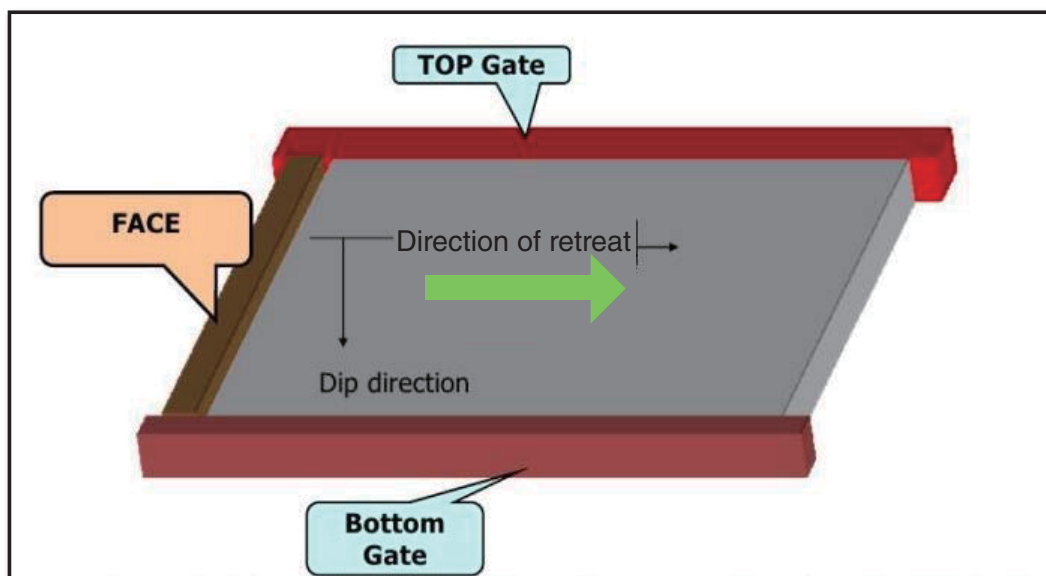 TOP Gate
FACE
Direction of retreat
Dip direction
Bottom
Gate